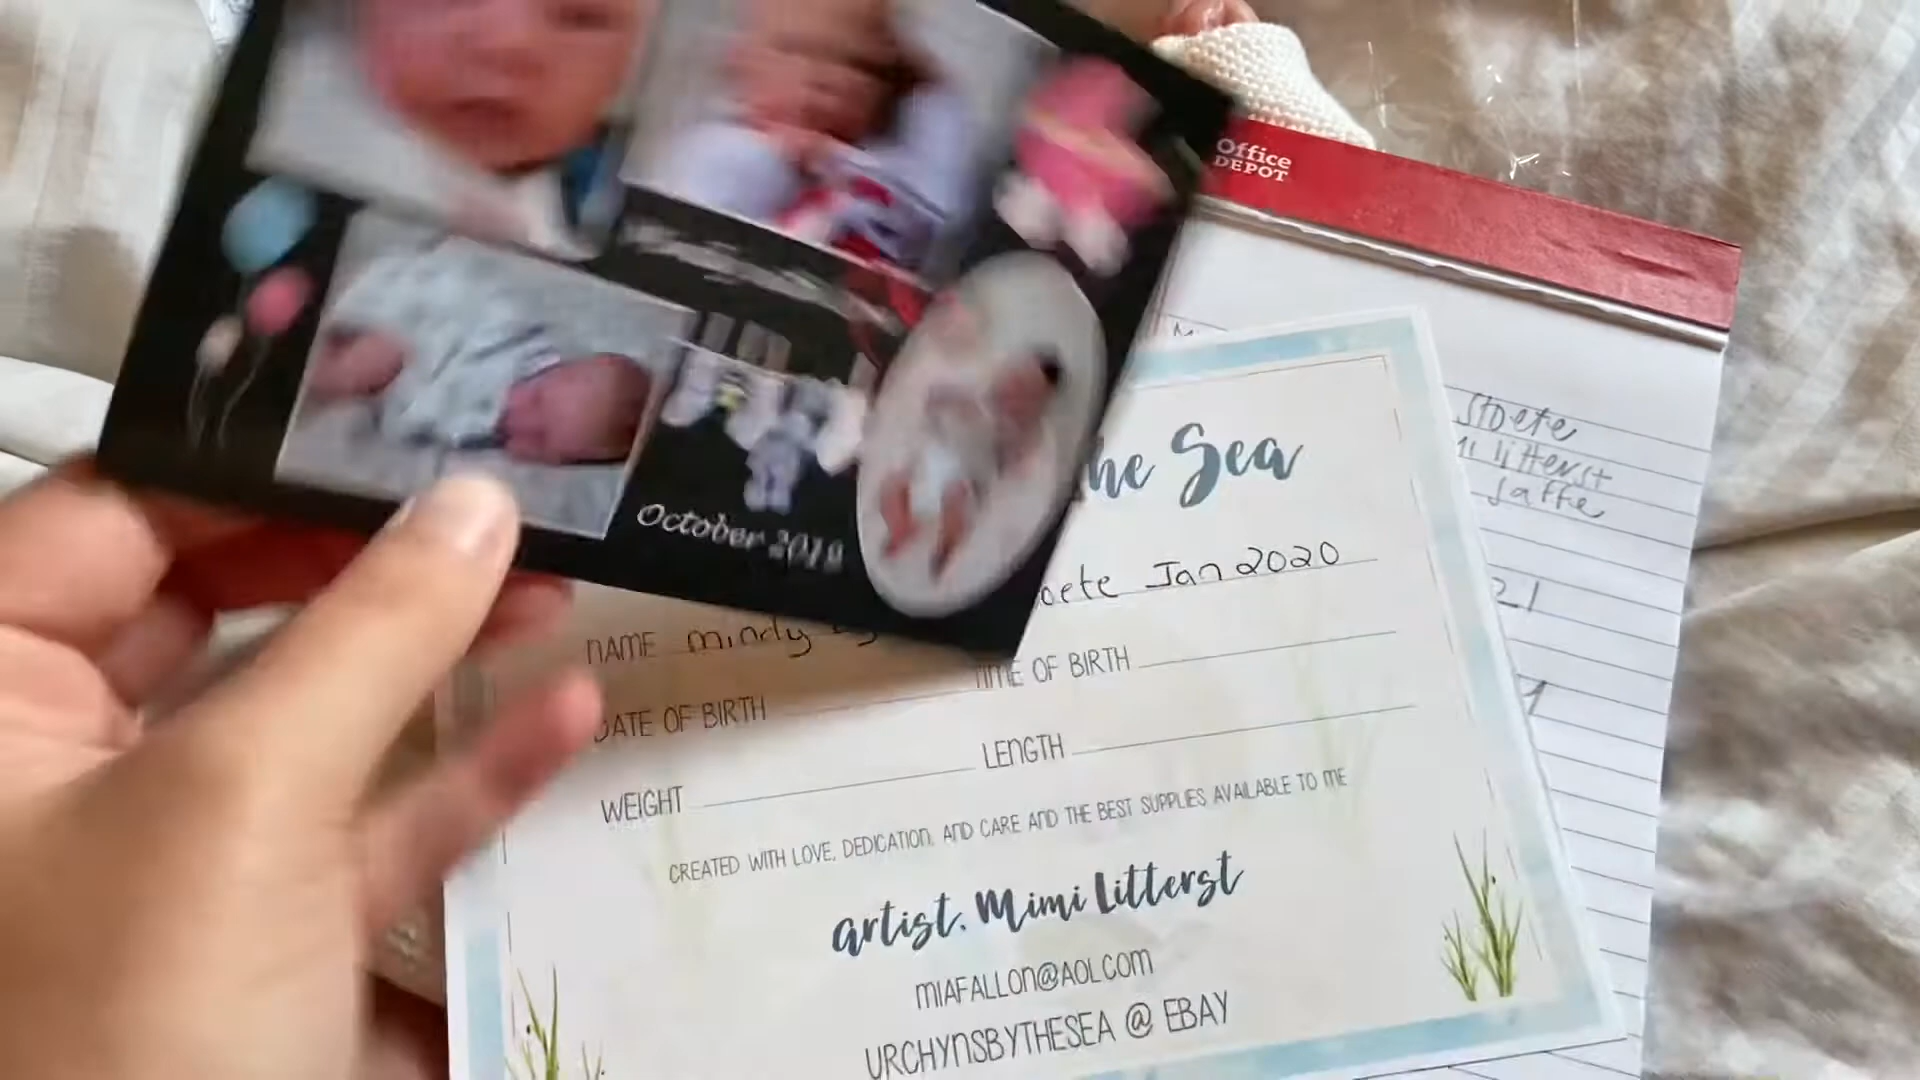 Office
DEPOT
Stoete
litterst
Jaffe
the Sea
October 2019
oete Jan 2020
NAME mindy
TIME OF BIRTH
DATE OF BIRTH
LENGTH
WEIGHT
CREATED WITH LOVE, DEDICATION, AND CARE AND THE BEST SUPPLIES AVAILABLE TO ME
artist. Mimi Litterst
MIAFALLON@AOL.COM
URCHYNSBYTHESEA @ EBAY